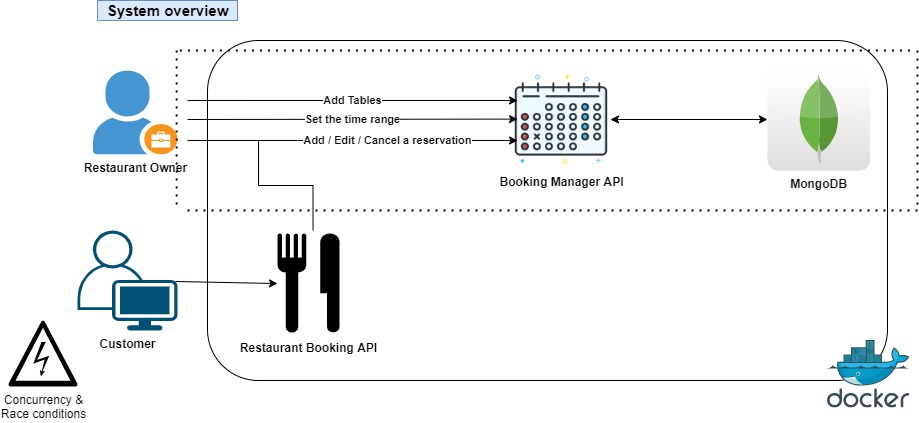 System overview
Add Tables
Set the time range
Add / Edit / Cancel a reservation
Restaurant Owner
Booking Manager API
MongoDB
Customer
Restaurant Booking API
Concurrency &
Race conditions
docker